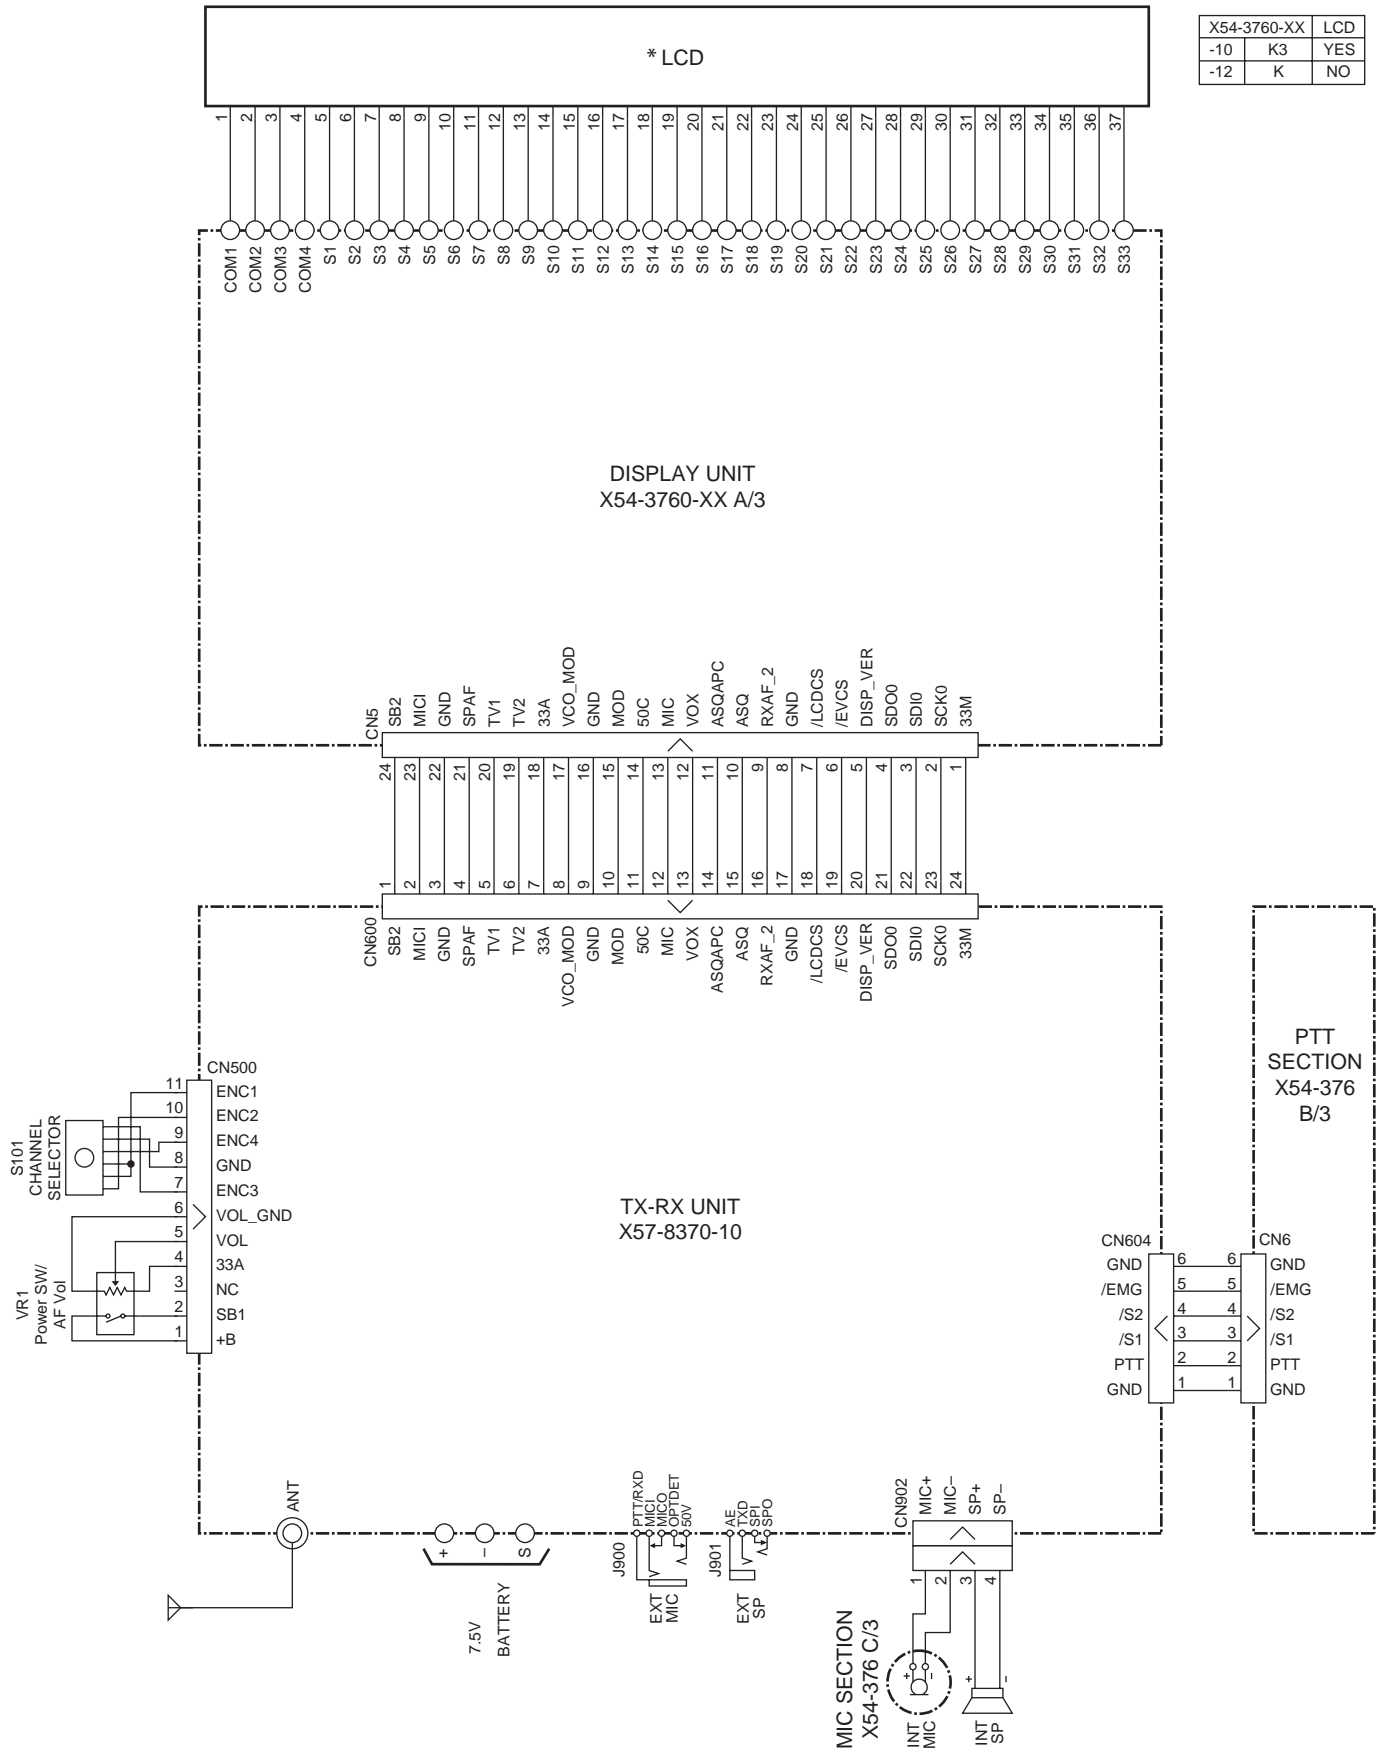 X54-3760-XX LCD
-10 K3 YES
-12 K NO
* LCD
1 2 3 4 5 6 7 8 9 10 11 12 13 14 15 16 17 18 19 20 21 22 23 24 25 26 27 28 29 30 31 32 33 34 35 36 37
COM1 COM2 COM3 COM4 S1 S2 S3 S4 S5 S6 S7 S8 S9 S10 S11 S12 S13 S14 S15 S16 S17 S18 S19 S20 S21 S22 S23 S24 S25 S26 S27 S28 S29 S30 S31 S32 S33
DISPLAY UNIT
X54-3760-XX A/3
CN5
SB2 MICI GND SPAF TV1 TV2 33A VCO_MOD GND MOD 50C MIC VOX ASQAPC ASQ RXAF_2 GND /LCDCS /EVCS DISP_VER SDO0 SDI0 SCK0 33M
24 23 22 21 20 19 18 17 16 15 14 13 12 11 10 9 8 7 6 5 4 3 2 1
1 2 3 4 5 6 7 8 9 10 11 12 13 14 15 16 17 18 19 20 21 22 23 24
CN600
SB2 MICI GND SPAF TV1 TV2 33A VCO_MOD GND MOD 50C MIC VOX ASQAPC ASQ RXAF_2 GND /LCDCS /EVCS DISP_VER SDO0 SDI0 SCK0 33M
CN500
11 ENC1
10 ENC2
9 ENC4
8 GND
7 ENC3
6 VOL_GND
5 VOL
4 33A
3 NC
2 SB1
1 +B
S101
CHANNEL
SELECTOR
VR1
Power SW/
AF Vol
TX-RX UNIT
X57-8370-10
PTT
SECTION
X54-376
B/3
CN604 CN6
GND 6 6 GND
/EMG 5 5 /EMG
/S2 4 4 /S2
/S1 3 3 /S1
PTT 2 2 PTT
GND 1 1 GND
ANT
+ – S
7.5V
BATTERY
J900
PTT/RXD
MICI
MICO
OPTDET
50V
EXT
MIC
J901
AE
TXD
SPI
SPO
EXT
SP
CN902
MIC+
MIC–
SP+
SP–
1 2 3 4
MIC SECTION
X54-376 C/3
+ –
INT
MIC
+ –
INT
SP